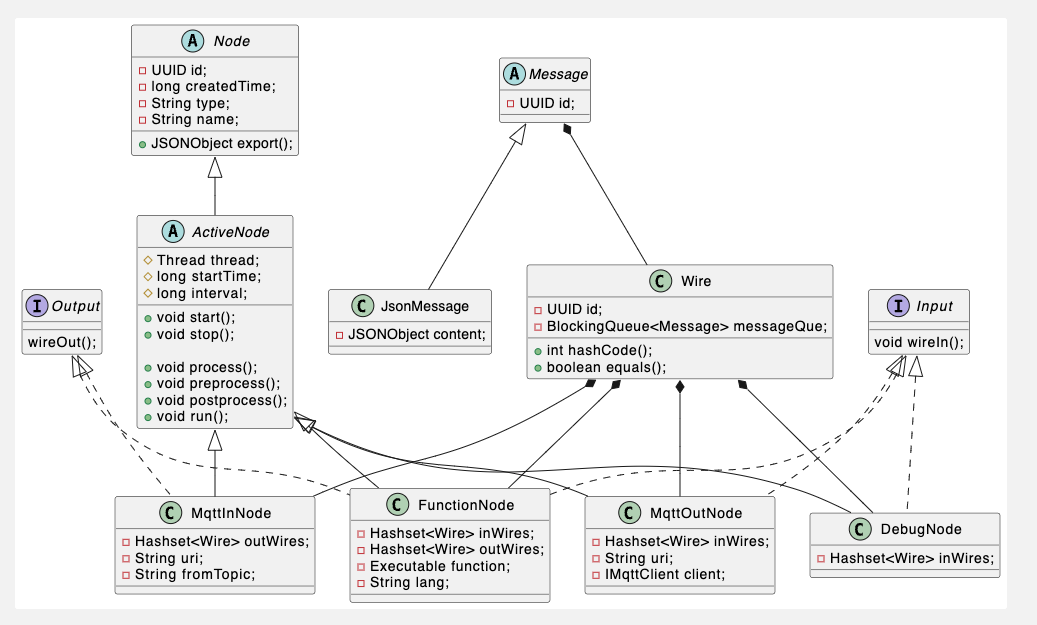 A Node
UUID id;
long createdTime;
String type;
String name;
JSONObject export();
A Message
UUID id;
A ActiveNode
Thread thread;
long startTime;
long interval;
void start();
void stop();
void process();
void preprocess();
void postprocess();
void run();
I Output
wireOut();
C JsonMessage
JSONObject content;
C Wire
UUID id;
BlockingQueue<Message> messageQue;
int hashCode();
boolean equals();
I Input
void wireIn();
C MqttInNode
Hashset<Wire> outWires;
String uri;
String fromTopic;
C FunctionNode
Hashset<Wire> inWires;
Hashset<Wire> outWires;
Executable function;
String lang;
C MqttOutNode
Hashset<Wire> inWires;
String uri;
IMqttClient client;
C DebugNode
Hashset<Wire> inWires;